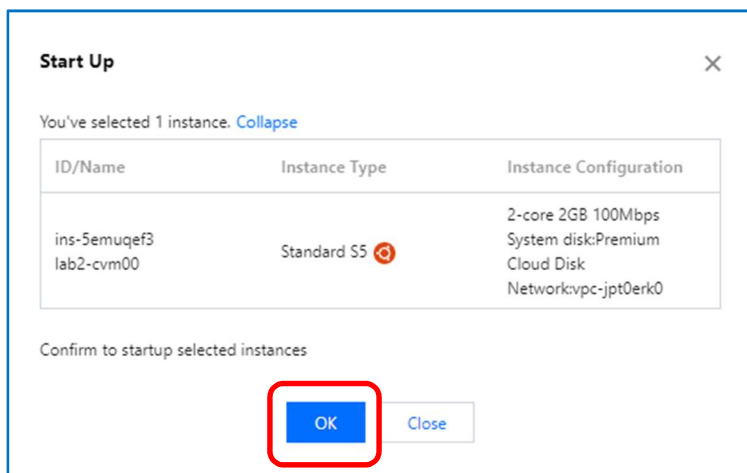 Start Up
You've selected 1 instance. Collapse
ID/Name Instance Type Instance Configuration
ins-5emuqef3
lab2-cvm00
Standard S5
2-core 2GB 100Mbps
System disk:Premium
Cloud Disk
Network:vpc-jpt0erk0
Confirm to startup selected instances
OK Close